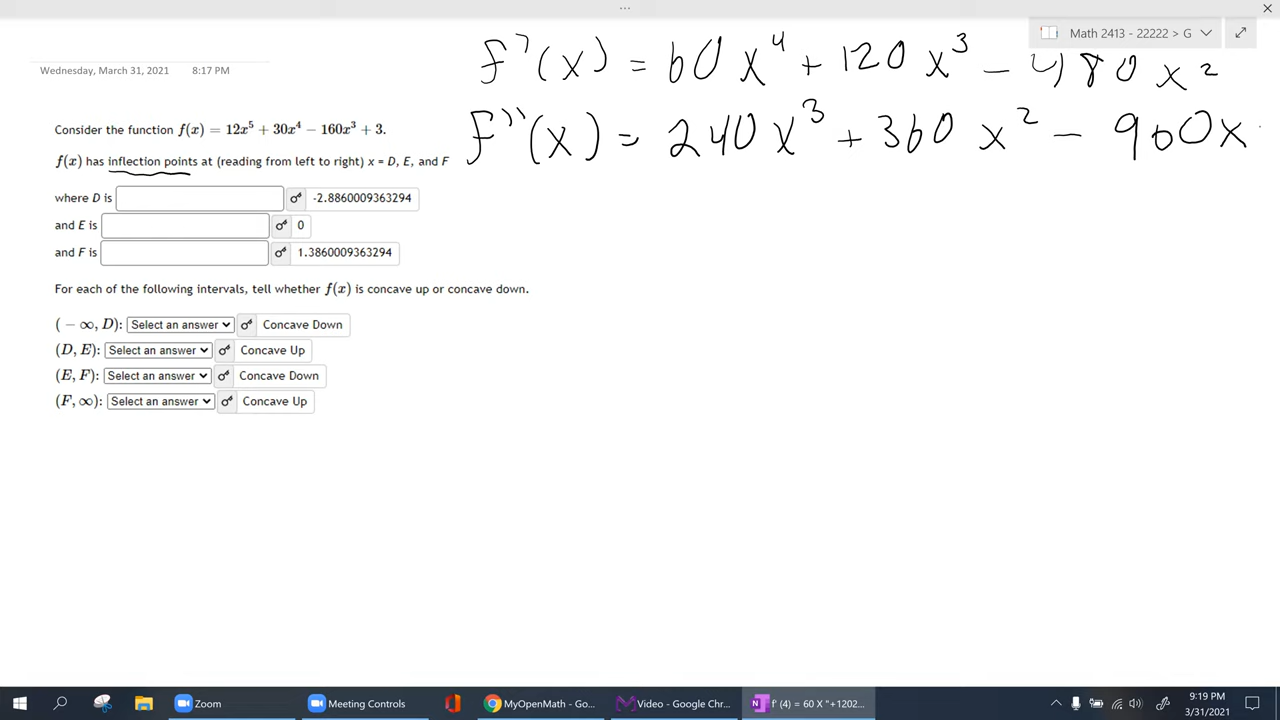 ...
Math 2413 - 22222 > G
f'(x) = 60x⁴ + 120x³ - 480x²
Wednesday, March 31, 2021 8:17 PM
f''(x) = 240x³ + 360x² - 960x
Consider the function f(x) = 12x⁵ + 30x⁴ − 160x³ + 3.
f(x) has inflection points at (reading from left to right) x = D, E, and F
where D is -2.8860009363294
and E is 0
and F is 1.3860009363294
For each of the following intervals, tell whether f(x) is concave up or concave down.
(− ∞, D): Select an answer Concave Down
(D, E): Select an answer Concave Up
(E, F): Select an answer Concave Down
(F, ∞): Select an answer Concave Up
Zoom Meeting Controls MyOpenMath - Go... Video - Google Chr... f' (4) = 60 X "+1202... 9:19 PM
3/31/2021